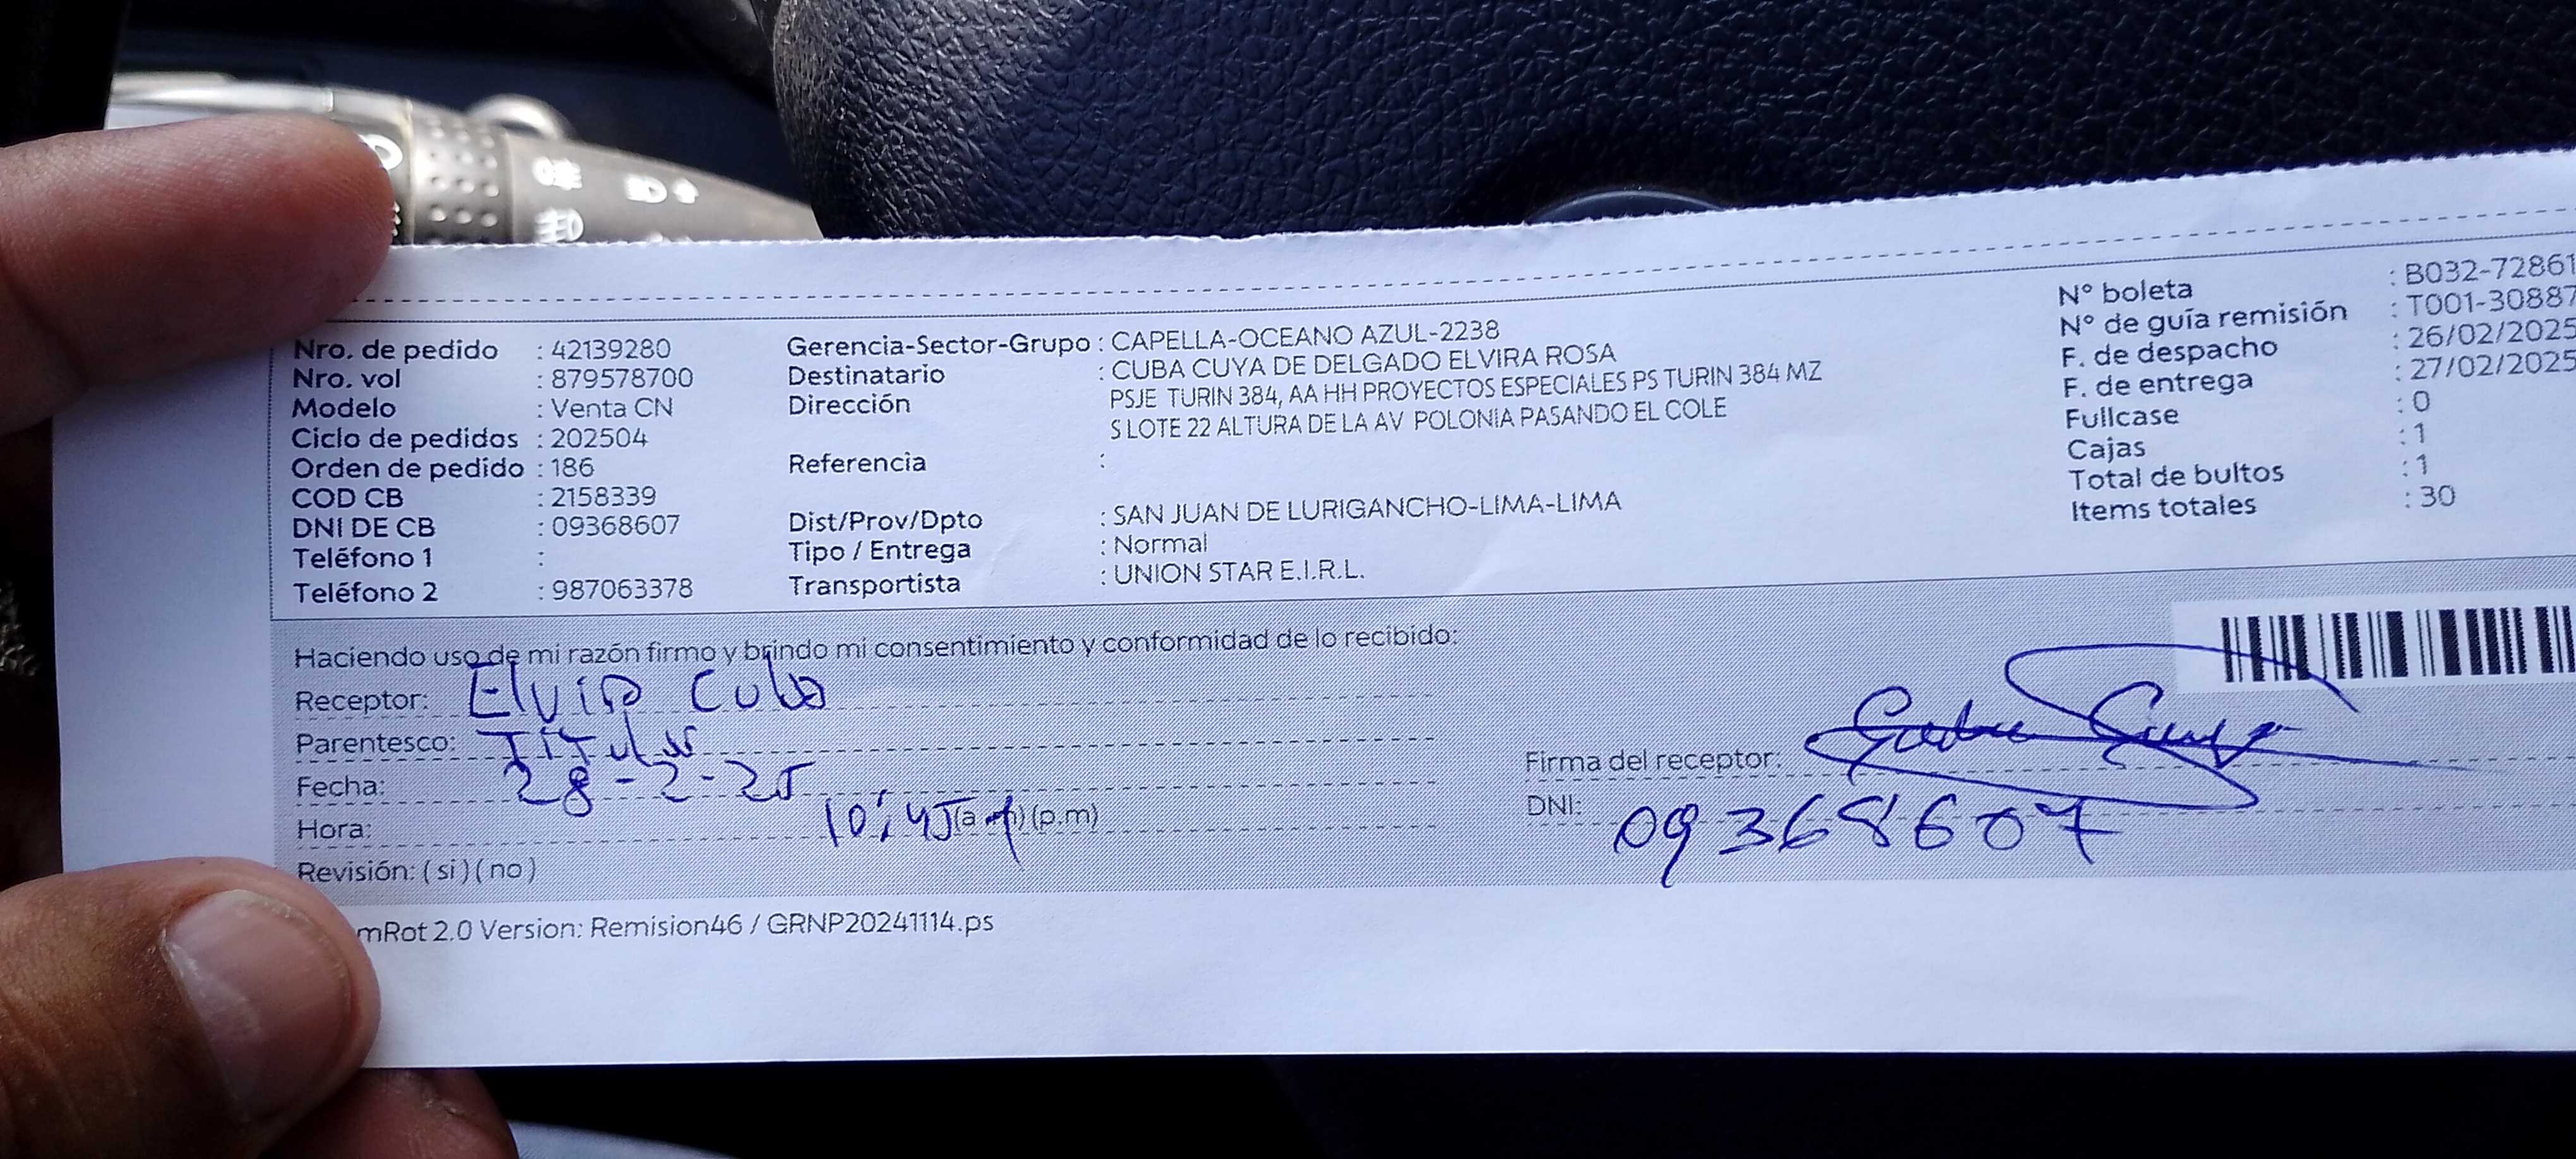 Nro. de pedido : 42139280
Nro. vol : 879578700
Modelo : Venta CN
Ciclo de pedidos : 202504
Orden de pedido : 186
COD CB : 2158339
DNI DE CB : 09368607
Teléfono 1 :
Teléfono 2 : 987063378
Gerencia-Sector-Grupo : CAPELLA-OCEANO AZUL-2238
Destinatario : CUBA CUYA DE DELGADO ELVIRA ROSA
Dirección PSJE TURIN 384, AA HH PROYECTOS ESPECIALES PS TURIN 384 MZ
S LOTE 22 ALTURA DE LA AV POLONIA PASANDO EL COLE
Referencia :
Dist/Prov/Dpto : SAN JUAN DE LURIGANCHO-LIMA-LIMA
Tipo / Entrega : Normal
Transportista : UNION STAR E.I.R.L.
N° boleta : B032-72861
N° de guía remisión : T001-30887
F. de despacho : 26/02/2025
F. de entrega : 27/02/2025
Fullcase : 0
Cajas : 1
Total de bultos : 1
Items totales : 30
Haciendo uso de mi razón firmo y brindo mi consentimiento y conformidad de lo recibido:
Receptor: Elvira Cuba
Parentesco: Titular
Fecha: 28-2-25
Hora: 10:45 (a.m) (p.m)
Revisión: ( si ) ( no )
Firma del receptor:
DNI: 09368607
mRot 2.0 Version: Remision46 / GRNP20241114.ps